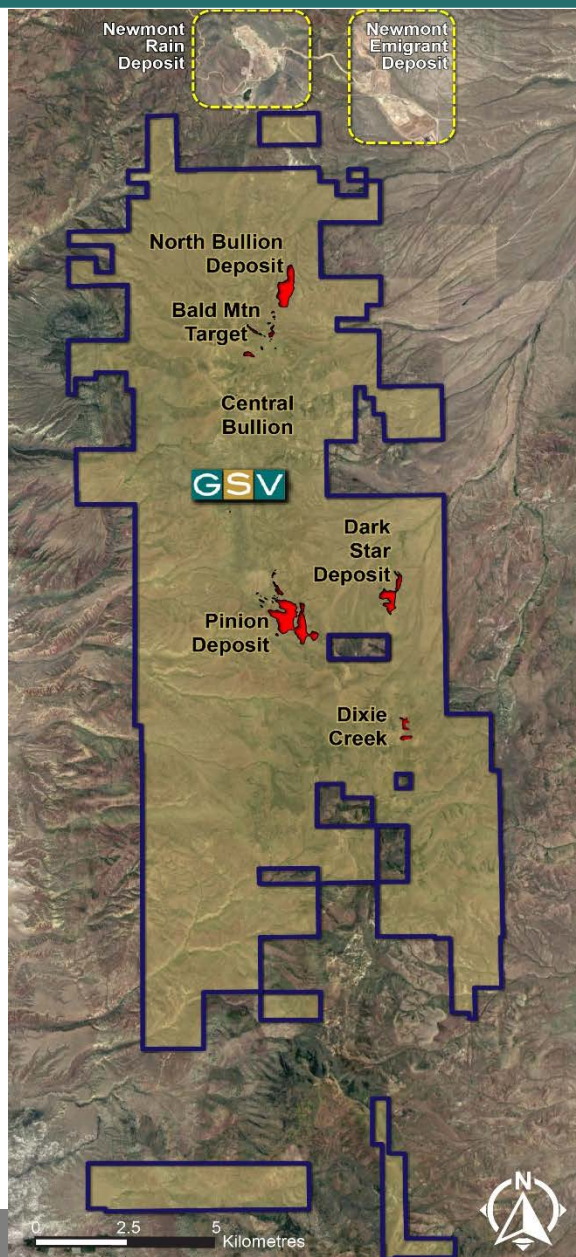 Newmont
Rain
Deposit
Newmont
Emigrant
Deposit
North Bullion
Deposit
Bald Mtn
Target
Central
Bullion
GSV
Dark
Star
Deposit
Pinion
Deposit
Dixie
Creek
N
0 2.5 5
Kilometres